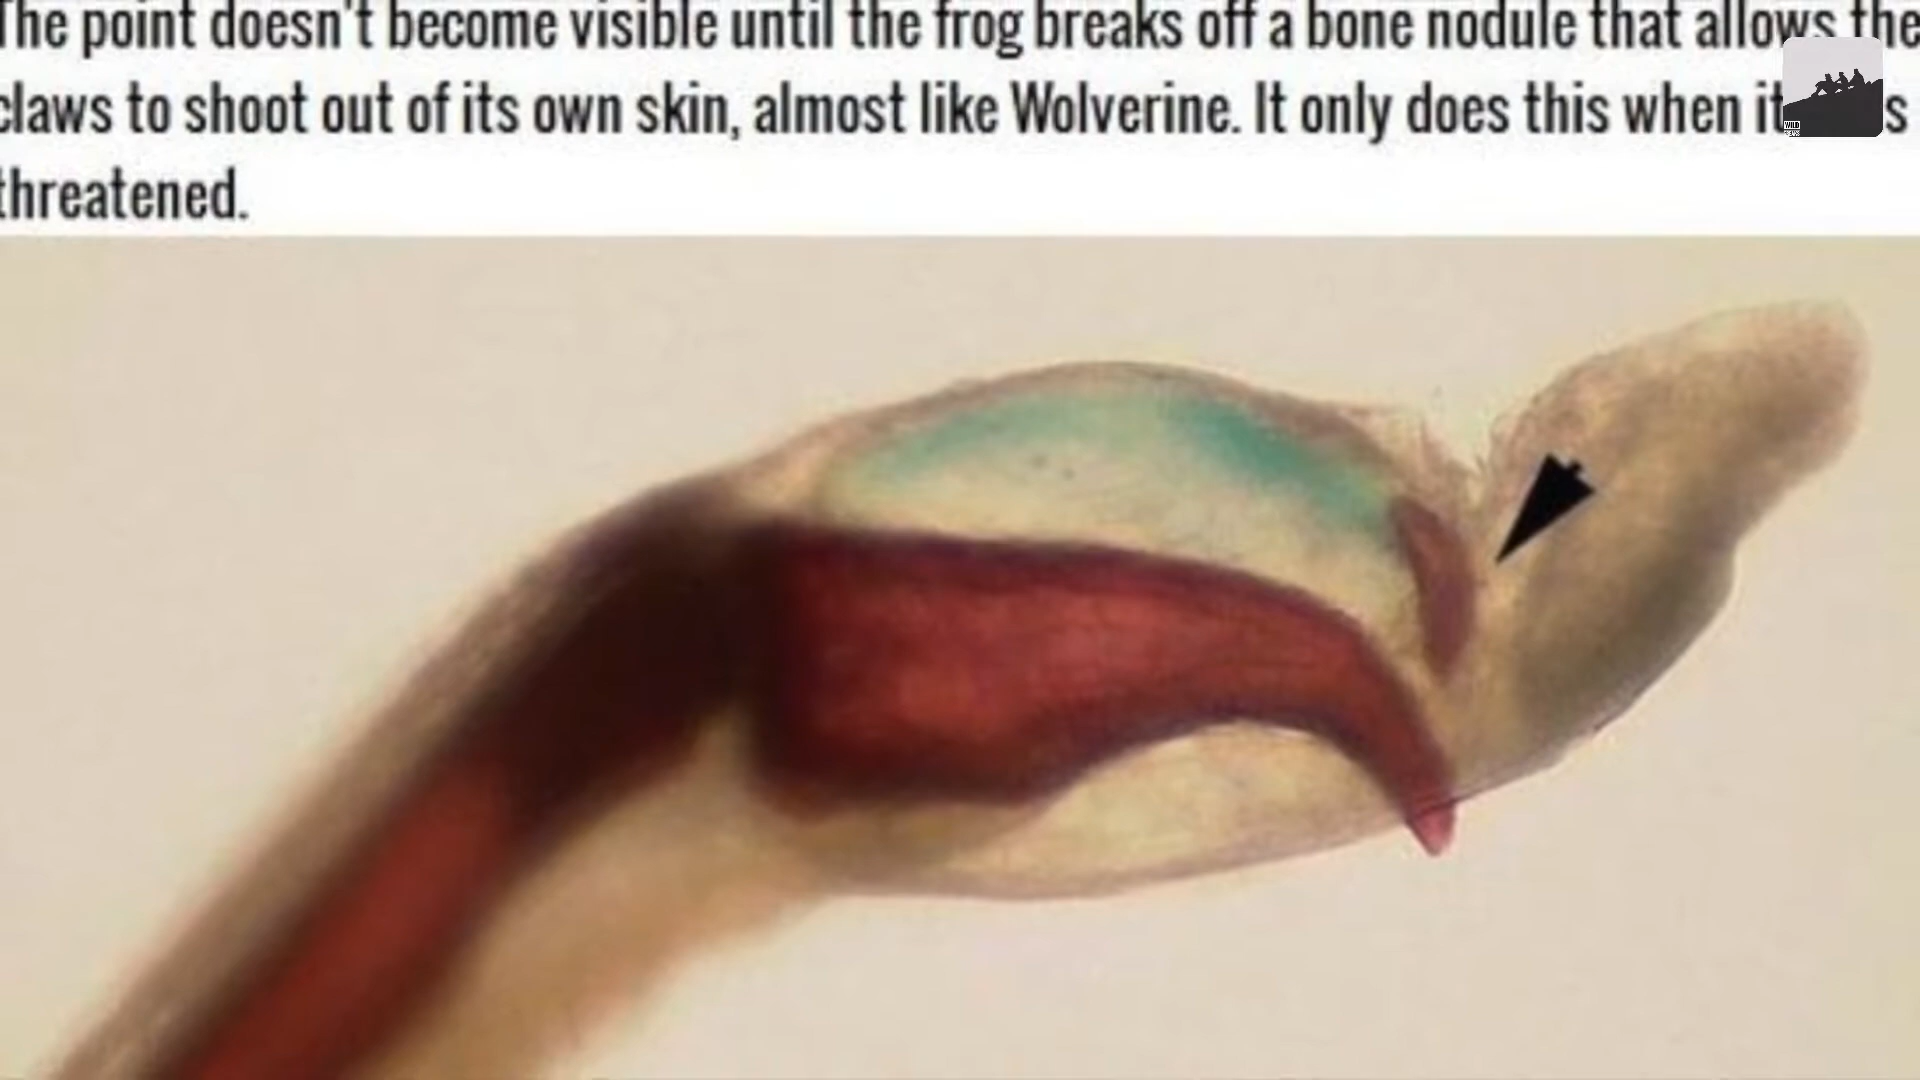 The point doesn't become visible until the frog breaks off a bone nodule that allows the
claws to shoot out of its own skin, almost like Wolverine. It only does this when it s
threatened.
WILD